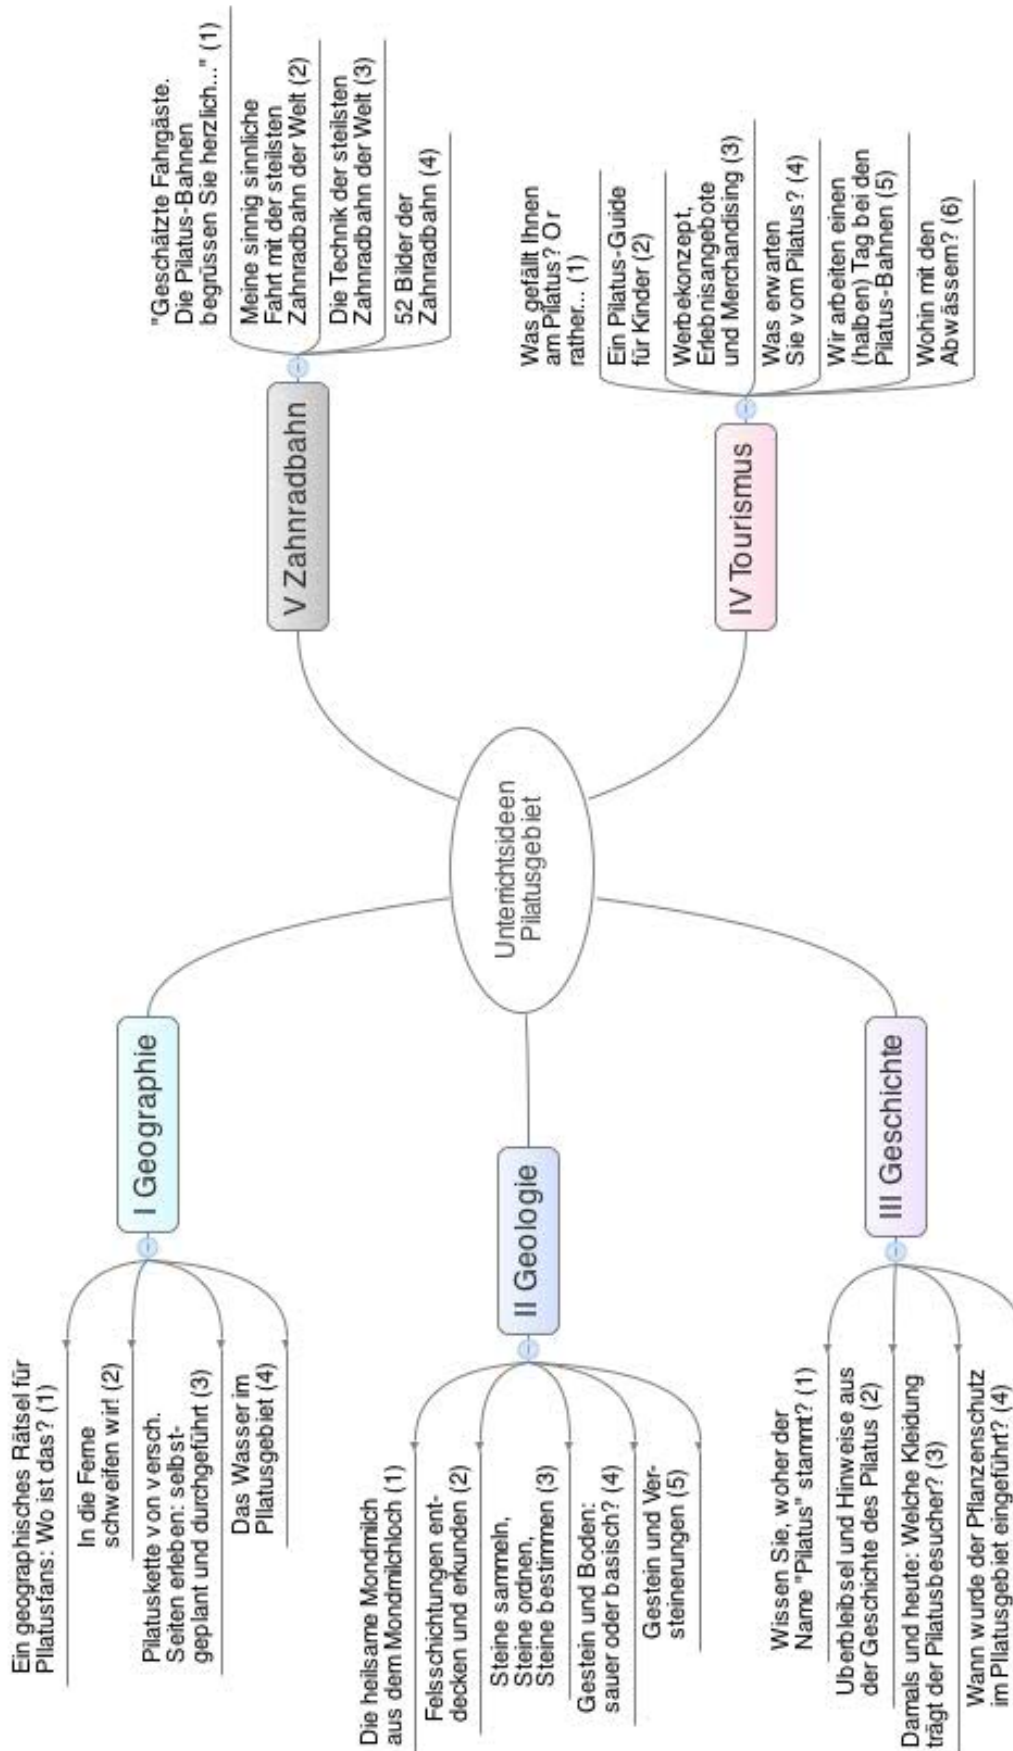 Unterrichtsideen
Pilatusgebiet
I Geographie
Ein geographisches Rätsel für
Pilatusfans: Wo ist das? (1)
In die Ferne
schweifen wir! (2)
Pilatuskette von versch.
Seiten erleben: selbst-
geplant und durchgeführt (3)
Das Wasser im
Pilatusgebiet (4)
II Geologie
Die heilsame Mondmilch
aus dem Mondmilchloch (1)
Felsschichtungen ent-
decken und erkunden (2)
Steine sammeln,
Steine ordnen,
Steine bestimmen (3)
Gestein und Boden:
sauer oder basisch? (4)
Gestein und Ver-
steinerungen (5)
III Geschichte
Wissen Sie, woher der
Name "Pilatus" stammt? (1)
Überbleibsel und Hinweise aus
der Geschichte des Pilatus (2)
Damals und heute: Welche Kleidung
trägt der Pilatusbesucher? (3)
Wann wurde der Pflanzenschutz
im Pilatusgebiet eingeführt? (4)
IV Tourismus
Was gefällt Ihnen
am Pilatus? Or
rather... (1)
Ein Pilatus-Guide
für Kinder (2)
Werbekonzept,
Erlebnisangebote
und Merchandising (3)
Was erwarten
Sie vom Pilatus? (4)
Wir arbeiten einen
(halben) Tag bei den
Pilatus-Bahnen (5)
Wohin mit den
Abwässern? (6)
V Zahnradbahn
"Geschätzte Fahrgäste.
Die Pilatus-Bahnen
begrüssen Sie herzlich..." (1)
Meine sinnig sinnliche
Fahrt mit der steilsten
Zahnradbahn der Welt (2)
Die Technik der steilsten
Zahnradbahn der Welt (3)
52 Bilder der
Zahnradbahn (4)